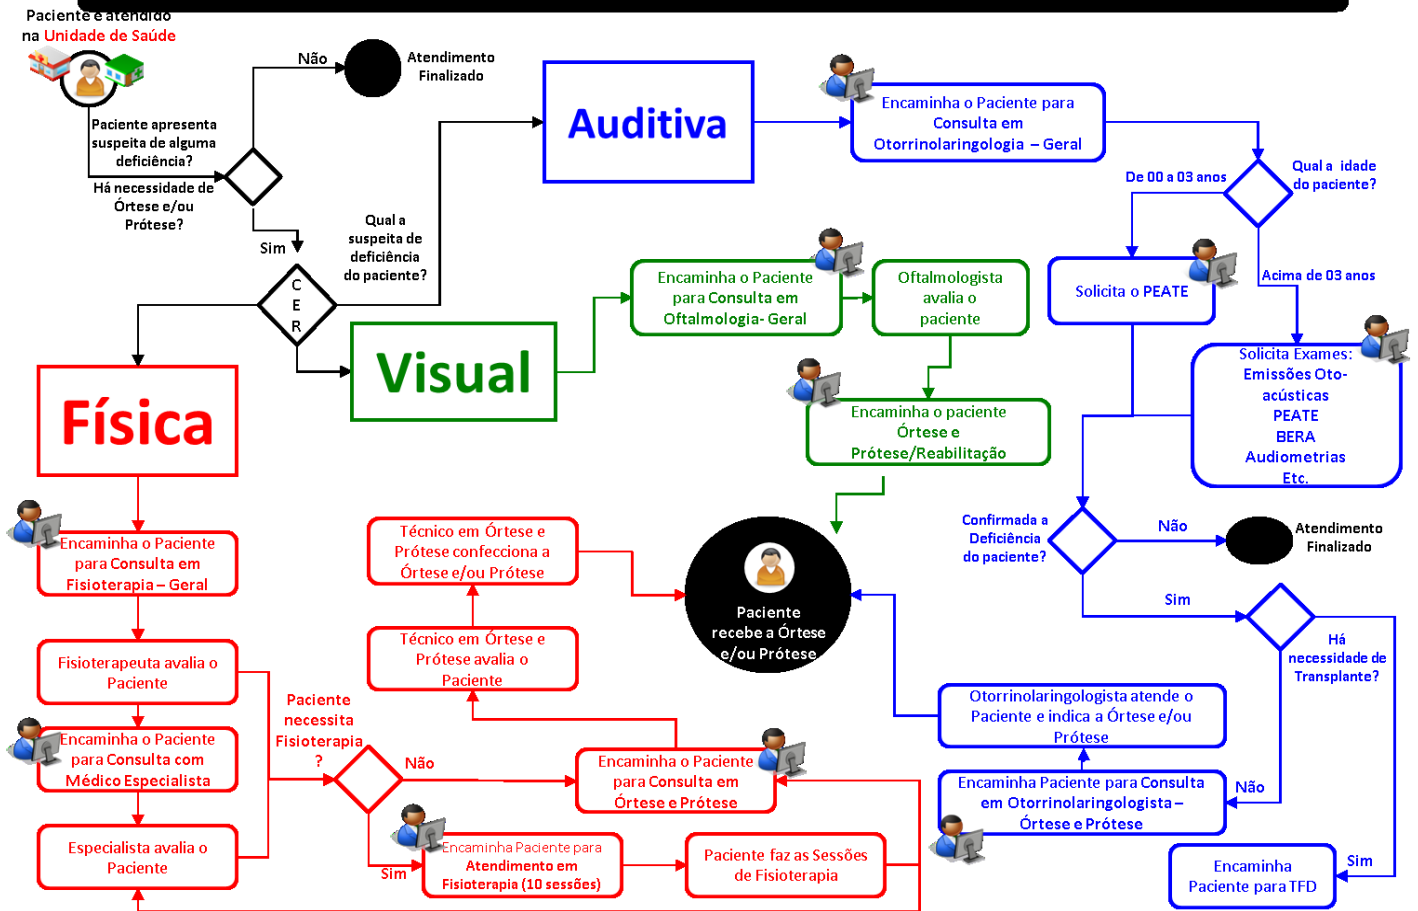 Paciente é atendido
na Unidade de Saúde
Não
Atendimento
Finalizado
Paciente apresenta
suspeita de alguma
deficiência?
Há necessidade de
Órtese e/ou
Prótese?
Sim
Qual a
suspeita de
deficiência
do paciente?
C
E
R
Auditiva
Encaminha o Paciente para
Consulta em
Otorrinolaringologia – Geral
Qual a idade
do paciente?
De 00 a 03 anos
Acima de 03 anos
Solicita o PEATE
Solicita Exames:
Emissões Oto-
acústicas
PEATE
BERA
Audiometrias
Etc.
Visual
Encaminha o Paciente
para Consulta em
Oftalmologia- Geral
Oftalmologista
avalia o
paciente
Encaminha o paciente
Órtese e
Prótese/Reabilitação
Física
Encaminha o Paciente
para Consulta em
Fisioterapia – Geral
Fisioterapeuta avalia o
Paciente
Encaminha o Paciente
para Consulta com
Médico Especialista
Especialista avalia o
Paciente
Paciente
necessita
Fisioterapia
?
Não
Sim
Técnico em Órtese e
Prótese confecciona a
Órtese e/ou Prótese
Técnico em Órtese e
Prótese avalia o
Paciente
Encaminha o Paciente
para Consulta em
Órtese e Prótese
Encaminha Paciente para
Atendimento em
Fisioterapia (10 sessões)
Paciente faz as Sessões
de Fisioterapia
Paciente
recebe a Órtese
e/ou Prótese
Confirmada a
Deficiência
do paciente?
Não
Atendimento
Finalizado
Sim
Há
necessidade de
Transplante?
Otorrinolaringologista atende o
Paciente e indica a Órtese e/ou
Prótese
Encaminha Paciente para Consulta
em Otorrinolaringologista –
Órtese e Prótese
Não
Sim
Encaminha
Paciente para TFD